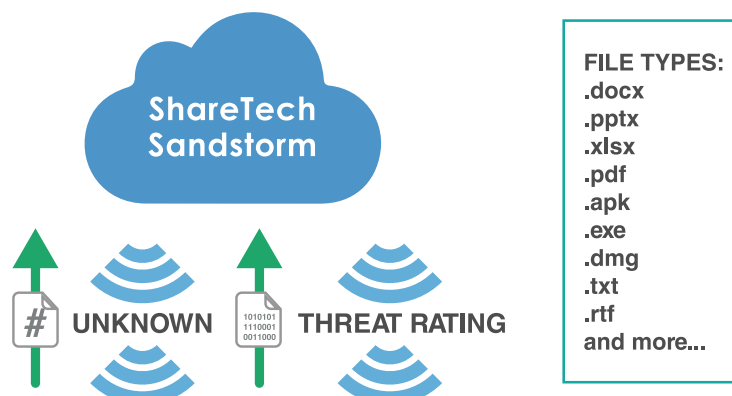 ShareTech
Sandstorm
#
UNKNOWN
1010101
1110001
0011000
THREAT RATING
FILE TYPES:
.docx
.pptx
.xlsx
.pdf
.apk
.exe
.dmg
.txt
.rtf
and more...